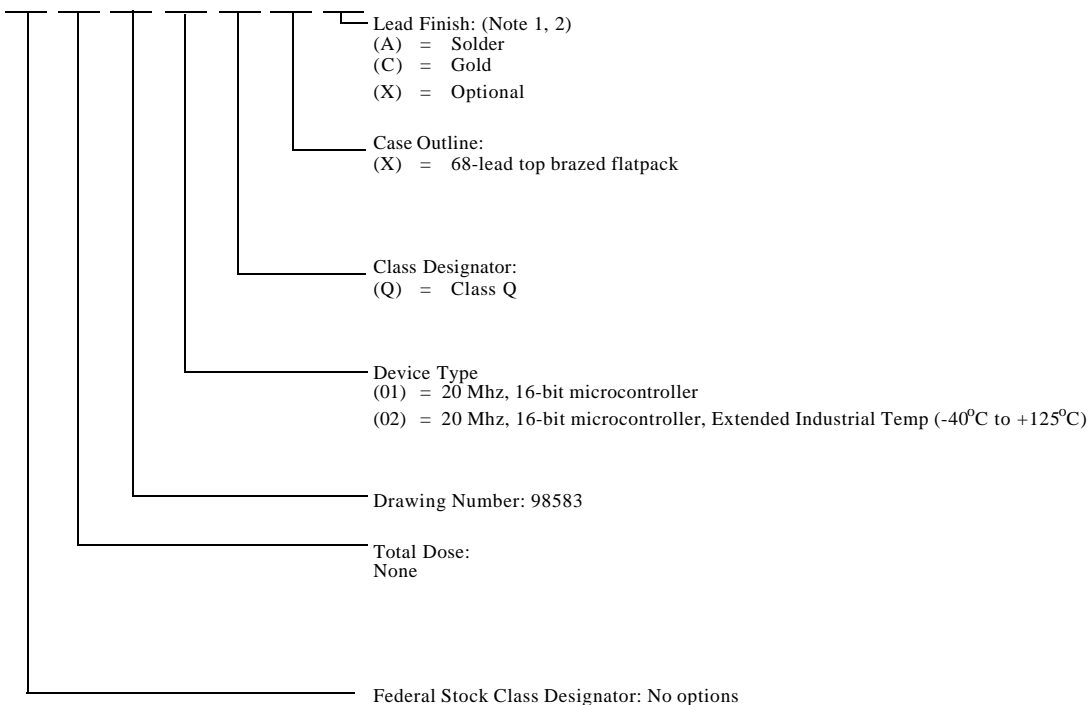 Lead Finish: (Note 1, 2)
(A) = Solder
(C) = Gold
(X) = Optional
Case Outline:
(X) = 68-lead top brazed flatpack
Class Designator:
(Q) = Class Q
Device Type
(01) = 20 Mhz, 16-bit microcontroller
(02) = 20 Mhz, 16-bit microcontroller, Extended Industrial Temp (-40°C to +125°C)
Drawing Number: 98583
Total Dose:
None
Federal Stock Class Designator: No options